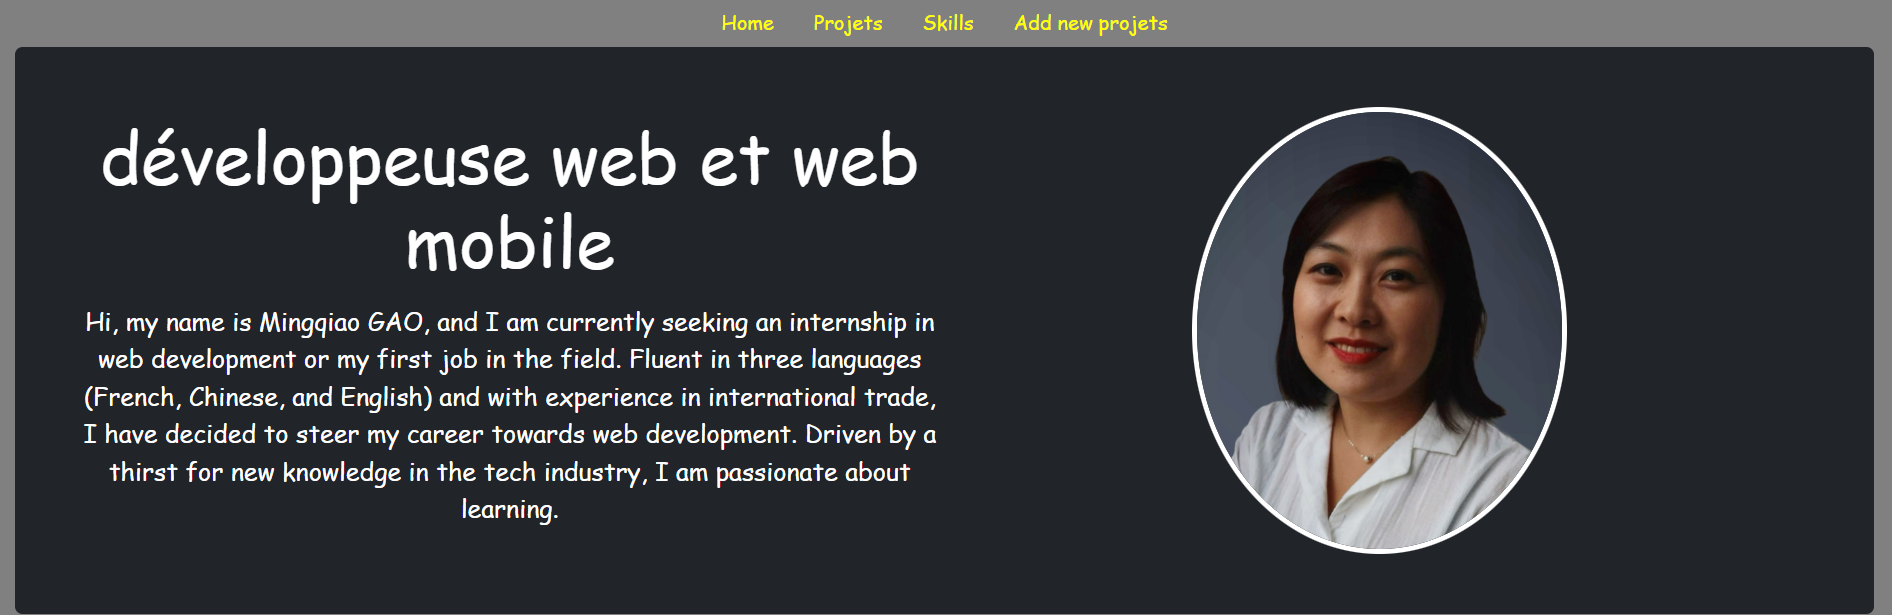 Home Projets Skills Add new projets
développeuse web et web
mobile
Hi, my name is Mingqiao GAO, and I am currently seeking an internship in
web development or my first job in the field. Fluent in three languages
(French, Chinese, and English) and with experience in international trade,
I have decided to steer my career towards web development. Driven by a
thirst for new knowledge in the tech industry, I am passionate about
learning.